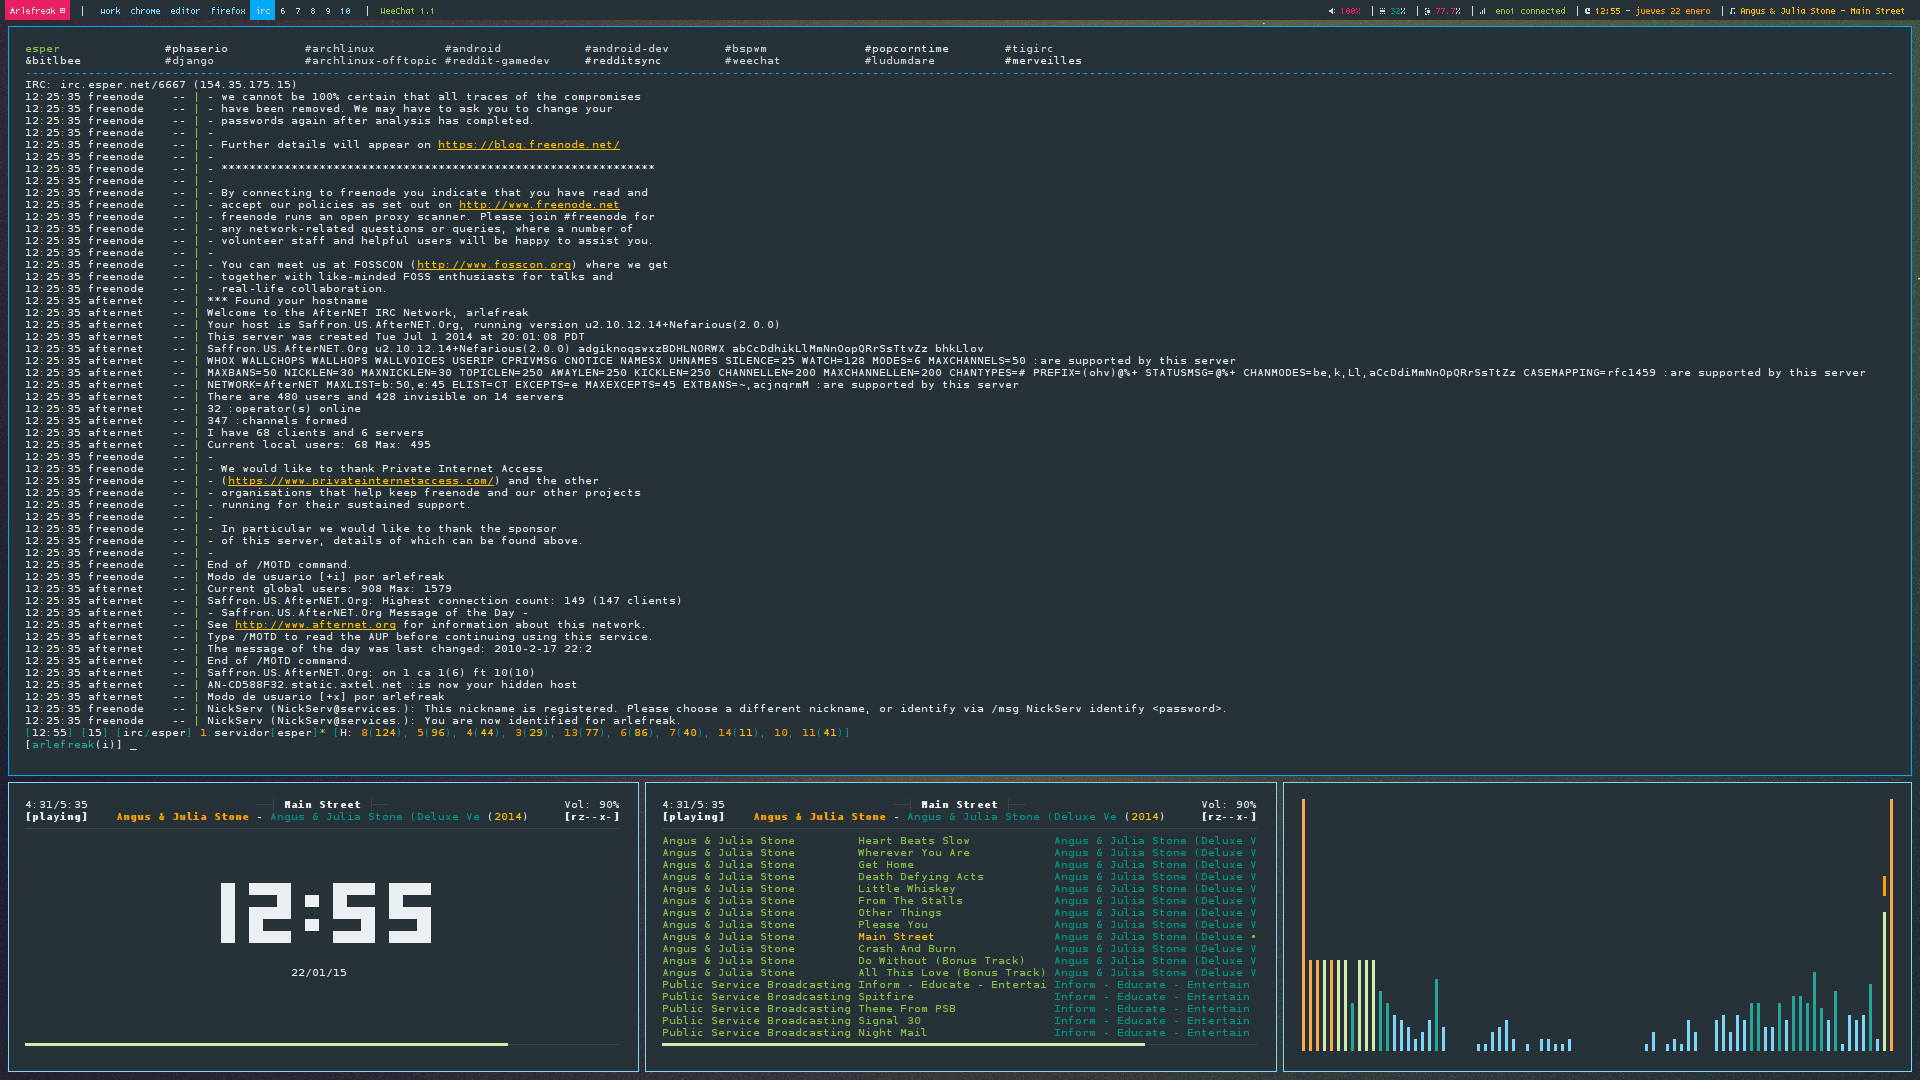 Arlefreak | work chrome editor firefox irc 6 7 8 9 10 | WeeChat 1.1 100% | 32% | 77.7% | eno1 connected | 12:55 - jueves 22 enero | Angus & Julia Stone - Main Street
esper #phaserio #archlinux #android #android-dev #bspwm #popcorntime #tigirc
&bitlbee #django #archlinux-offtopic #reddit-gamedev #redditsync #weechat #ludumdare #merveilles
IRC: irc.esper.net/6667 (154.35.175.15)
12:25:35 freenode -- | - we cannot be 100% certain that all traces of the compromises
12:25:35 freenode -- | - have been removed. We may have to ask you to change your
12:25:35 freenode -- | - passwords again after analysis has completed.
12:25:35 freenode -- | -
12:25:35 freenode -- | - Further details will appear on https://blog.freenode.net/
12:25:35 freenode -- | -
12:25:35 freenode -- | - **************************************************************
12:25:35 freenode -- | -
12:25:35 freenode -- | - By connecting to freenode you indicate that you have read and
12:25:35 freenode -- | - accept our policies as set out on http://www.freenode.net
12:25:35 freenode -- | - freenode runs an open proxy scanner. Please join #freenode for
12:25:35 freenode -- | - any network-related questions or queries, where a number of
12:25:35 freenode -- | - volunteer staff and helpful users will be happy to assist you.
12:25:35 freenode -- | -
12:25:35 freenode -- | - You can meet us at FOSSCON (http://www.fosscon.org) where we get
12:25:35 freenode -- | - together with like-minded FOSS enthusiasts for talks and
12:25:35 freenode -- | - real-life collaboration.
12:25:35 afternet -- | *** Found your hostname
12:25:35 afternet -- | Welcome to the AfterNET IRC Network, arlefreak
12:25:35 afternet -- | Your host is Saffron.US.AfterNET.Org, running version u2.10.12.14+Nefarious(2.0.0)
12:25:35 afternet -- | This server was created Tue Jul 1 2014 at 20:01:08 PDT
12:25:35 afternet -- | Saffron.US.AfterNET.Org u2.10.12.14+Nefarious(2.0.0) adgiknoqswxzBDHLNORWX abCcDdhikLlMmNnOopQRrSsTtvZz bhkLlov
12:25:35 afternet -- | WHOX WALLCHOPS WALLHOPS WALLVOICES USERIP CPRIVMSG CNOTICE NAMESX UHNAMES SILENCE=25 WATCH=128 MODES=6 MAXCHANNELS=50 :are supported by this server
12:25:35 afternet -- | MAXBANS=50 NICKLEN=30 MAXNICKLEN=30 TOPICLEN=250 AWAYLEN=250 KICKLEN=250 CHANNELLEN=200 MAXCHANNELLEN=200 CHANTYPES=# PREFIX=(ohv)@%+ STATUSMSG=@%+ CHANMODES=be,k,Ll,aCcDdiMmNnOopQRrSsTtZz CASEMAPPING=rfc1459 :are supported by this server
12:25:35 afternet -- | NETWORK=AfterNET MAXLIST=b:50,e:45 ELIST=CT EXCEPTS=e MAXEXCEPTS=45 EXTBANS=~,acjnqrmM :are supported by this server
12:25:35 afternet -- | There are 480 users and 428 invisible on 14 servers
12:25:35 afternet -- | 32 :operator(s) online
12:25:35 afternet -- | 347 :channels formed
12:25:35 afternet -- | I have 68 clients and 6 servers
12:25:35 afternet -- | Current local users: 68 Max: 495
12:25:35 freenode -- | -
12:25:35 freenode -- | - We would like to thank Private Internet Access
12:25:35 freenode -- | - (https://www.privateinternetaccess.com/) and the other
12:25:35 freenode -- | - organisations that help keep freenode and our other projects
12:25:35 freenode -- | - running for their sustained support.
12:25:35 freenode -- | -
12:25:35 freenode -- | - In particular we would like to thank the sponsor
12:25:35 freenode -- | - of this server, details of which can be found above.
12:25:35 freenode -- | -
12:25:35 freenode -- | End of /MOTD command.
12:25:35 freenode -- | Modo de usuario [+i] por arlefreak
12:25:35 afternet -- | Current global users: 908 Max: 1579
12:25:35 afternet -- | Saffron.US.AfterNET.Org: Highest connection count: 149 (147 clients)
12:25:35 afternet -- | - Saffron.US.AfterNET.Org Message of the Day -
12:25:35 afternet -- | See http://www.afternet.org for information about this network.
12:25:35 afternet -- | Type /MOTD to read the AUP before continuing using this service.
12:25:35 afternet -- | The message of the day was last changed: 2010-2-17 22:2
12:25:35 afternet -- | End of /MOTD command.
12:25:35 afternet -- | Saffron.US.AfterNET.Org: on 1 ca 1(6) ft 10(10)
12:25:35 afternet -- | AN-CD588F32.static.axtel.net :is now your hidden host
12:25:35 afternet -- | Modo de usuario [+x] por arlefreak
12:25:35 freenode -- | NickServ (NickServ@services.): This nickname is registered. Please choose a different nickname, or identify via /msg NickServ identify <password>.
12:25:35 freenode -- | NickServ (NickServ@services.): You are now identified for arlefreak.
[12:55] [15] [irc/esper] 1:servidor[esper]* [H: 8(124), 5(96), 4(44), 3(29), 13(77), 6(86), 7(40), 14(11), 10, 11(41)]
[arlefreak(i)] _
4:31/5:35 Main Street Vol: 90%
[playing] Angus & Julia Stone - Angus & Julia Stone (Deluxe Ve (2014) [rz--x-]
12:55
22/01/15
4:31/5:35 Main Street Vol: 90%
[playing] Angus & Julia Stone - Angus & Julia Stone (Deluxe Ve (2014) [rz--x-]
Angus & Julia Stone Heart Beats Slow Angus & Julia Stone (Deluxe V
Angus & Julia Stone Wherever You Are Angus & Julia Stone (Deluxe V
Angus & Julia Stone Get Home Angus & Julia Stone (Deluxe V
Angus & Julia Stone Death Defying Acts Angus & Julia Stone (Deluxe V
Angus & Julia Stone Little Whiskey Angus & Julia Stone (Deluxe V
Angus & Julia Stone From The Stalls Angus & Julia Stone (Deluxe V
Angus & Julia Stone Other Things Angus & Julia Stone (Deluxe V
Angus & Julia Stone Please You Angus & Julia Stone (Deluxe V
Angus & Julia Stone Main Street Angus & Julia Stone (Deluxe •
Angus & Julia Stone Crash And Burn Angus & Julia Stone (Deluxe V
Angus & Julia Stone Do Without (Bonus Track) Angus & Julia Stone (Deluxe V
Angus & Julia Stone All This Love (Bonus Track) Angus & Julia Stone (Deluxe V
Public Service Broadcasting Inform - Educate - Entertai Inform - Educate - Entertain
Public Service Broadcasting Spitfire Inform - Educate - Entertain
Public Service Broadcasting Theme From PSB Inform - Educate - Entertain
Public Service Broadcasting Signal 30 Inform - Educate - Entertain
Public Service Broadcasting Night Mail Inform - Educate - Entertain